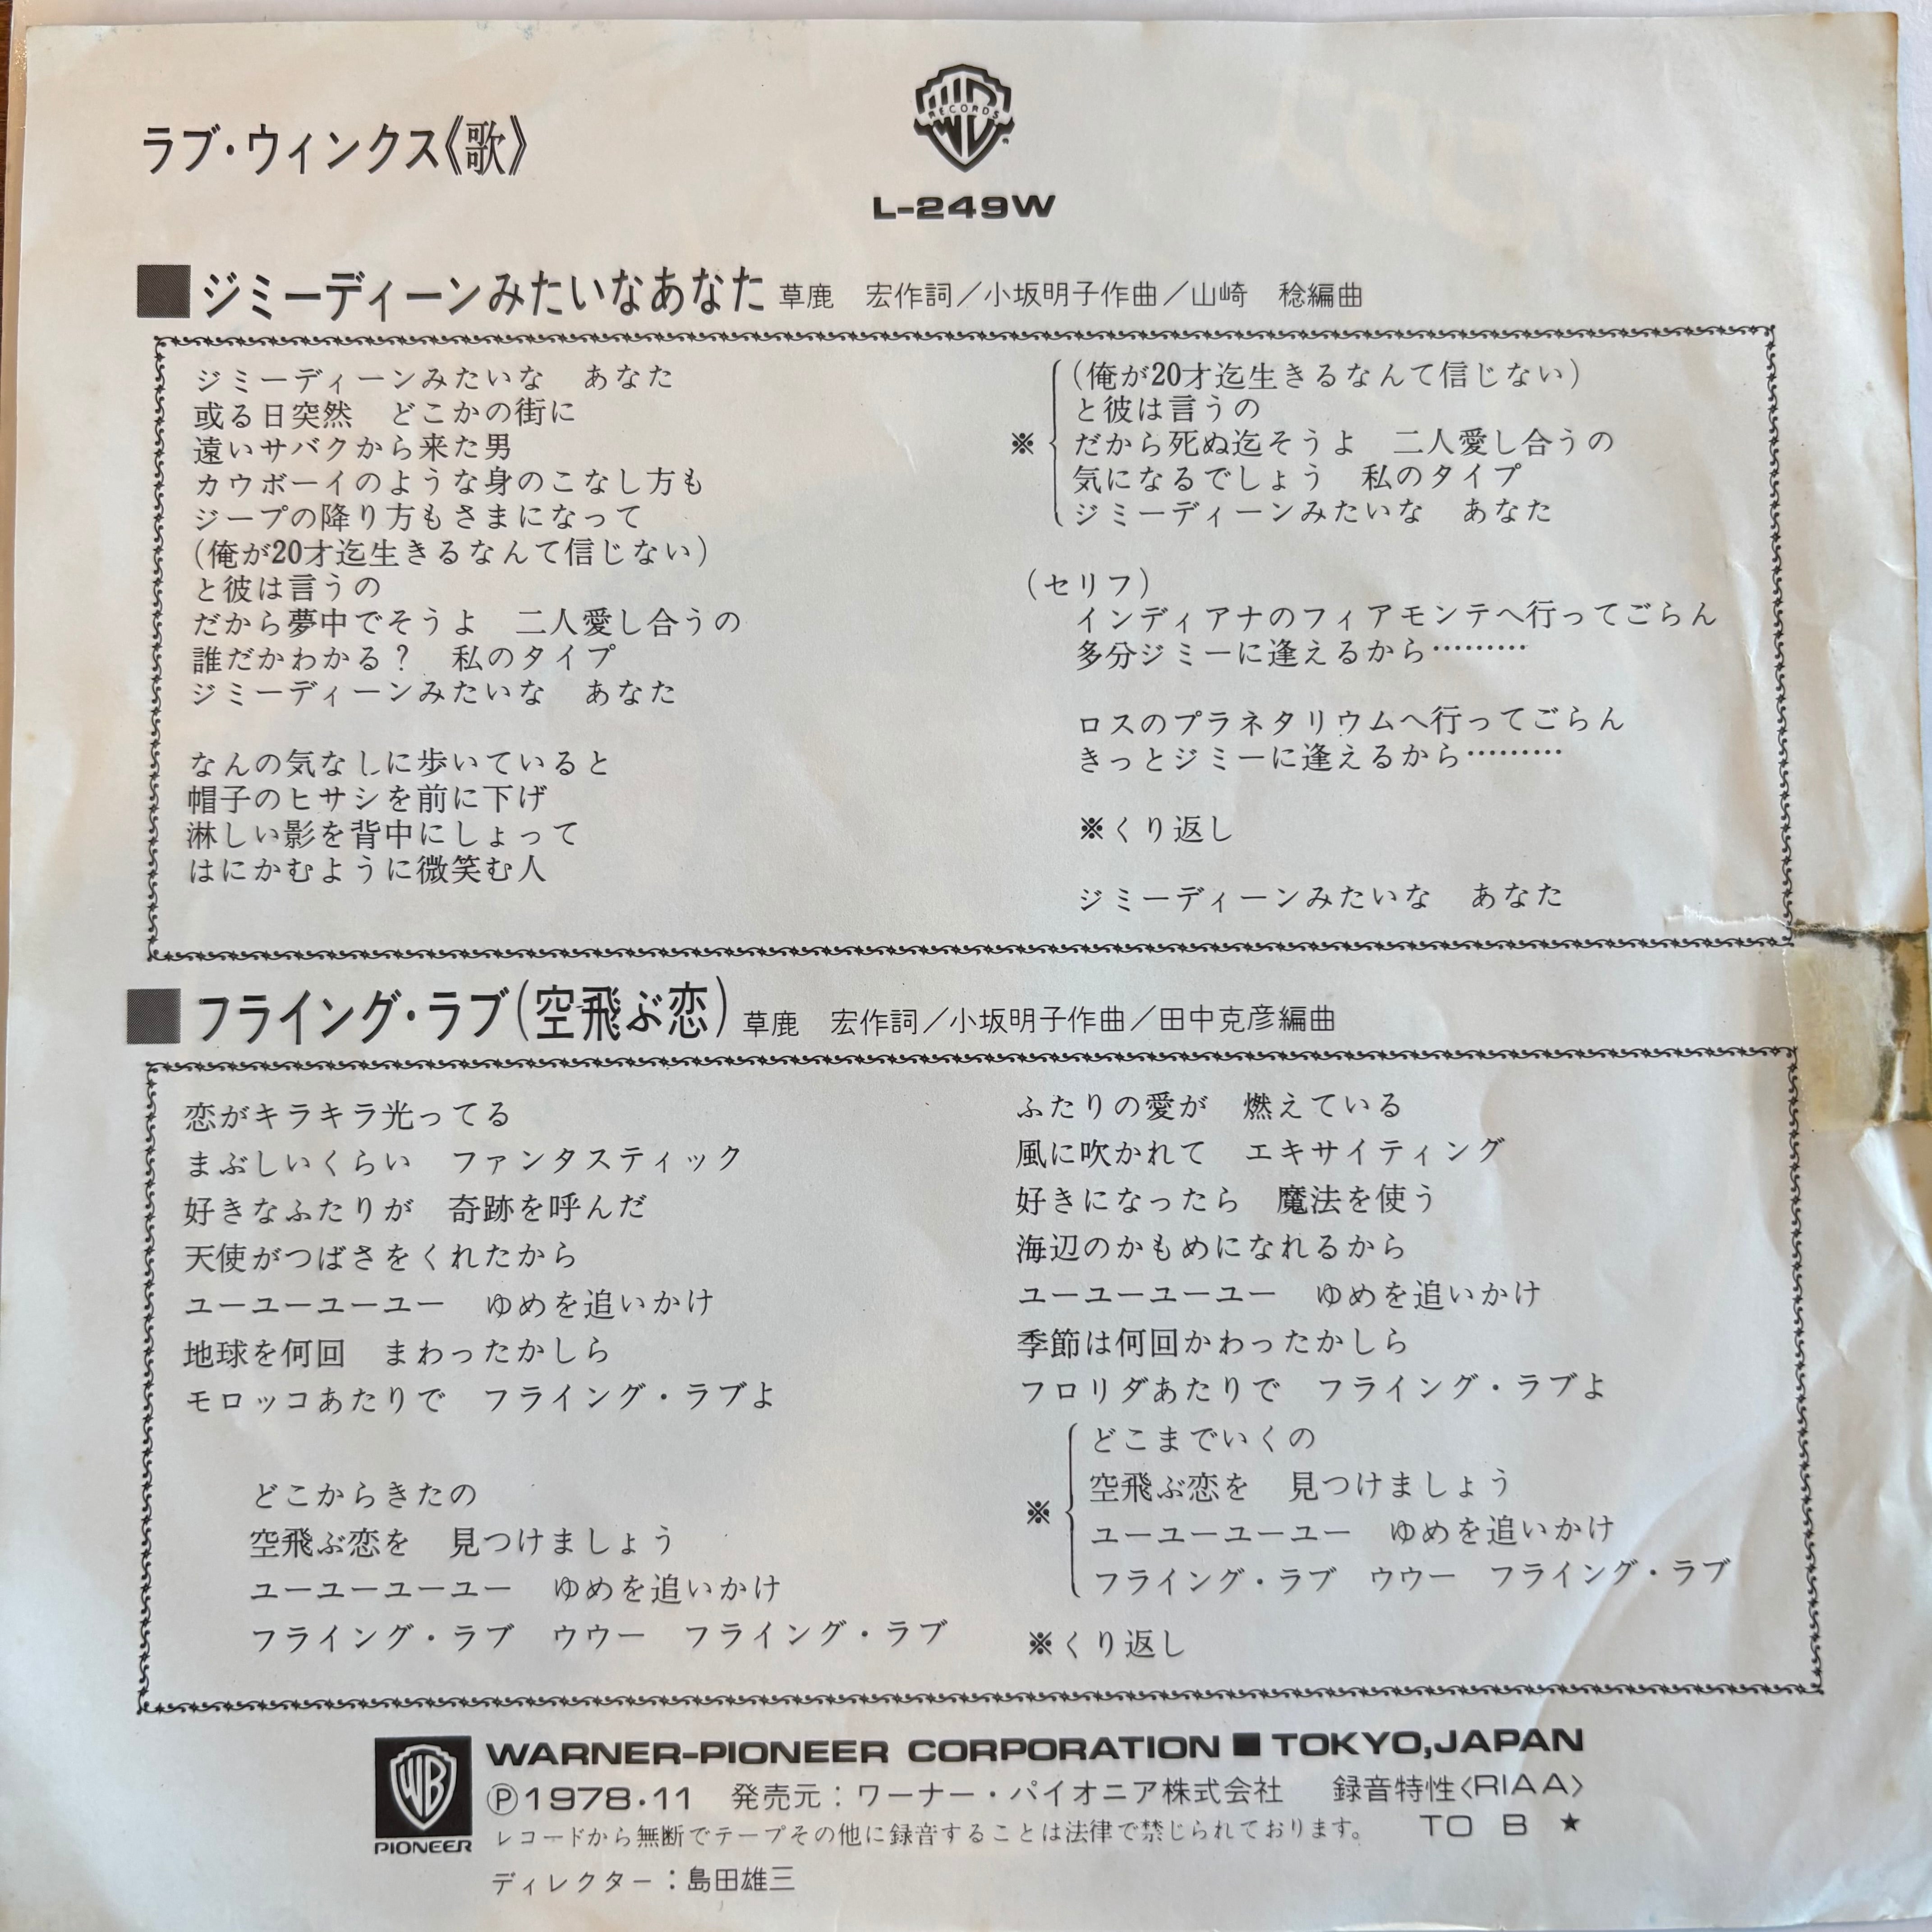 ラブ・ウィンクス《歌》
WB RECORDS
L-249W
■ジミーディーンみたいなあなた 草鹿　宏作詞／小坂明子作曲／山崎　稔編曲
ジミーディーンみたいな　あなた
或る日突然　どこかの街に
遠いサバクから来た男
カウボーイのような身のこなし方も
ジープの降り方もさまになって
(俺が20才迄生きるなんて信じない)
と彼は言うの
だから夢中でそうよ　二人愛し合うの
誰だかわかる？　私のタイプ
ジミーディーンみたいな　あなた
なんの気なしに歩いていると
帽子のヒサシを前に下げ
淋しい影を背中にしょって
はにかむように微笑む人
(俺が20才迄生きるなんて信じない)
と彼は言うの
※ だから死ぬ迄そうよ　二人愛し合うの
気になるでしょう　私のタイプ
ジミーディーンみたいな　あなた
(セリフ)
インディアナのフィアモンテへ行ってごらん
多分ジミーに逢えるから………
ロスのプラネタリウムへ行ってごらん
きっとジミーに逢えるから………
※くり返し
ジミーディーンみたいな　あなた
■フライング・ラブ(空飛ぶ恋) 草鹿　宏作詞／小坂明子作曲／田中克彦編曲
恋がキラキラ光ってる
まぶしいくらい　ファンタスティック
好きなふたりが　奇跡を呼んだ
天使がつばさをくれたから
ユーユーユーユー　ゆめを追いかけ
地球を何回　まわったかしら
モロッコあたりで　フライング・ラブよ
どこからきたの
空飛ぶ恋を　見つけましょう
ユーユーユーユー　ゆめを追いかけ
フライング・ラブ　ウウー　フライング・ラブ
ふたりの愛が　燃えている
風に吹かれて　エキサイティング
好きになったら　魔法を使う
海辺のかもめになれるから
ユーユーユーユー　ゆめを追いかけ
季節は何回かわったかしら
フロリダあたりで　フライング・ラブよ
どこまでいくの
空飛ぶ恋を　見つけましょう
※ ユーユーユーユー　ゆめを追いかけ
フライング・ラブ　ウウー　フライング・ラブ
※くり返し
WB PIONEER
WARNER-PIONEER CORPORATION ■ TOKYO,JAPAN
Ⓟ1978・11　発売元：ワーナー・パイオニア株式会社　録音特性〈RIAA〉
レコードから無断でテープその他に録音することは法律で禁じられております。　TO B ★
ディレクター：島田雄三